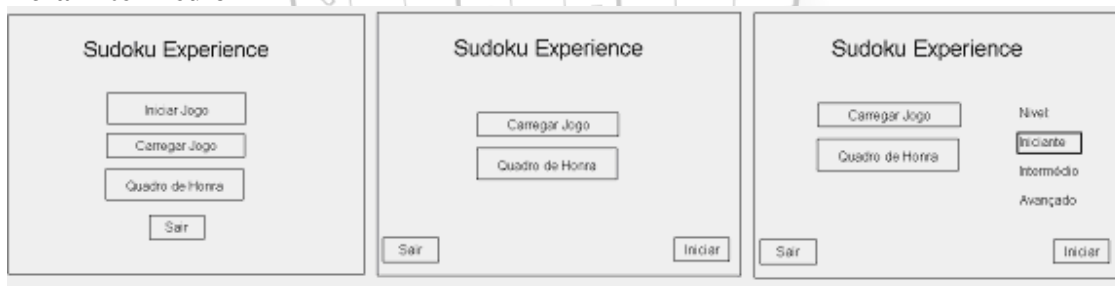 Sudoku Experience
Iniciar Jogo
Carregar Jogo
Quadro de Honra
Sair
Sudoku Experience
Carregar Jogo
Quadro de Honra
Sair
Iniciar
Sudoku Experience
Carregar Jogo
Quadro de Honra
Nivel:
Iniciante
Intermédio
Avançado
Sair
Iniciar